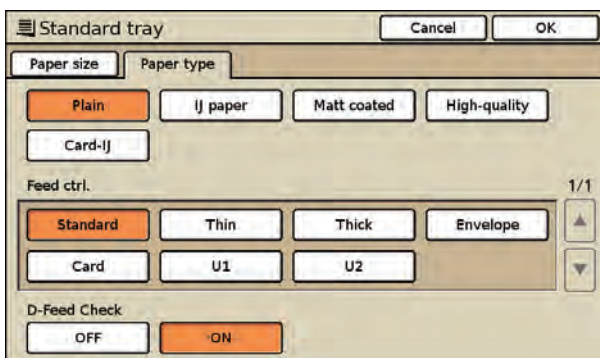 Standard tray Cancel OK
Paper size Paper type
Plain IJ paper Matt coated High-quality
Card-IJ
Feed ctrl. 1/1
Standard Thin Thick Envelope
Card U1 U2
D-Feed Check
OFF ON